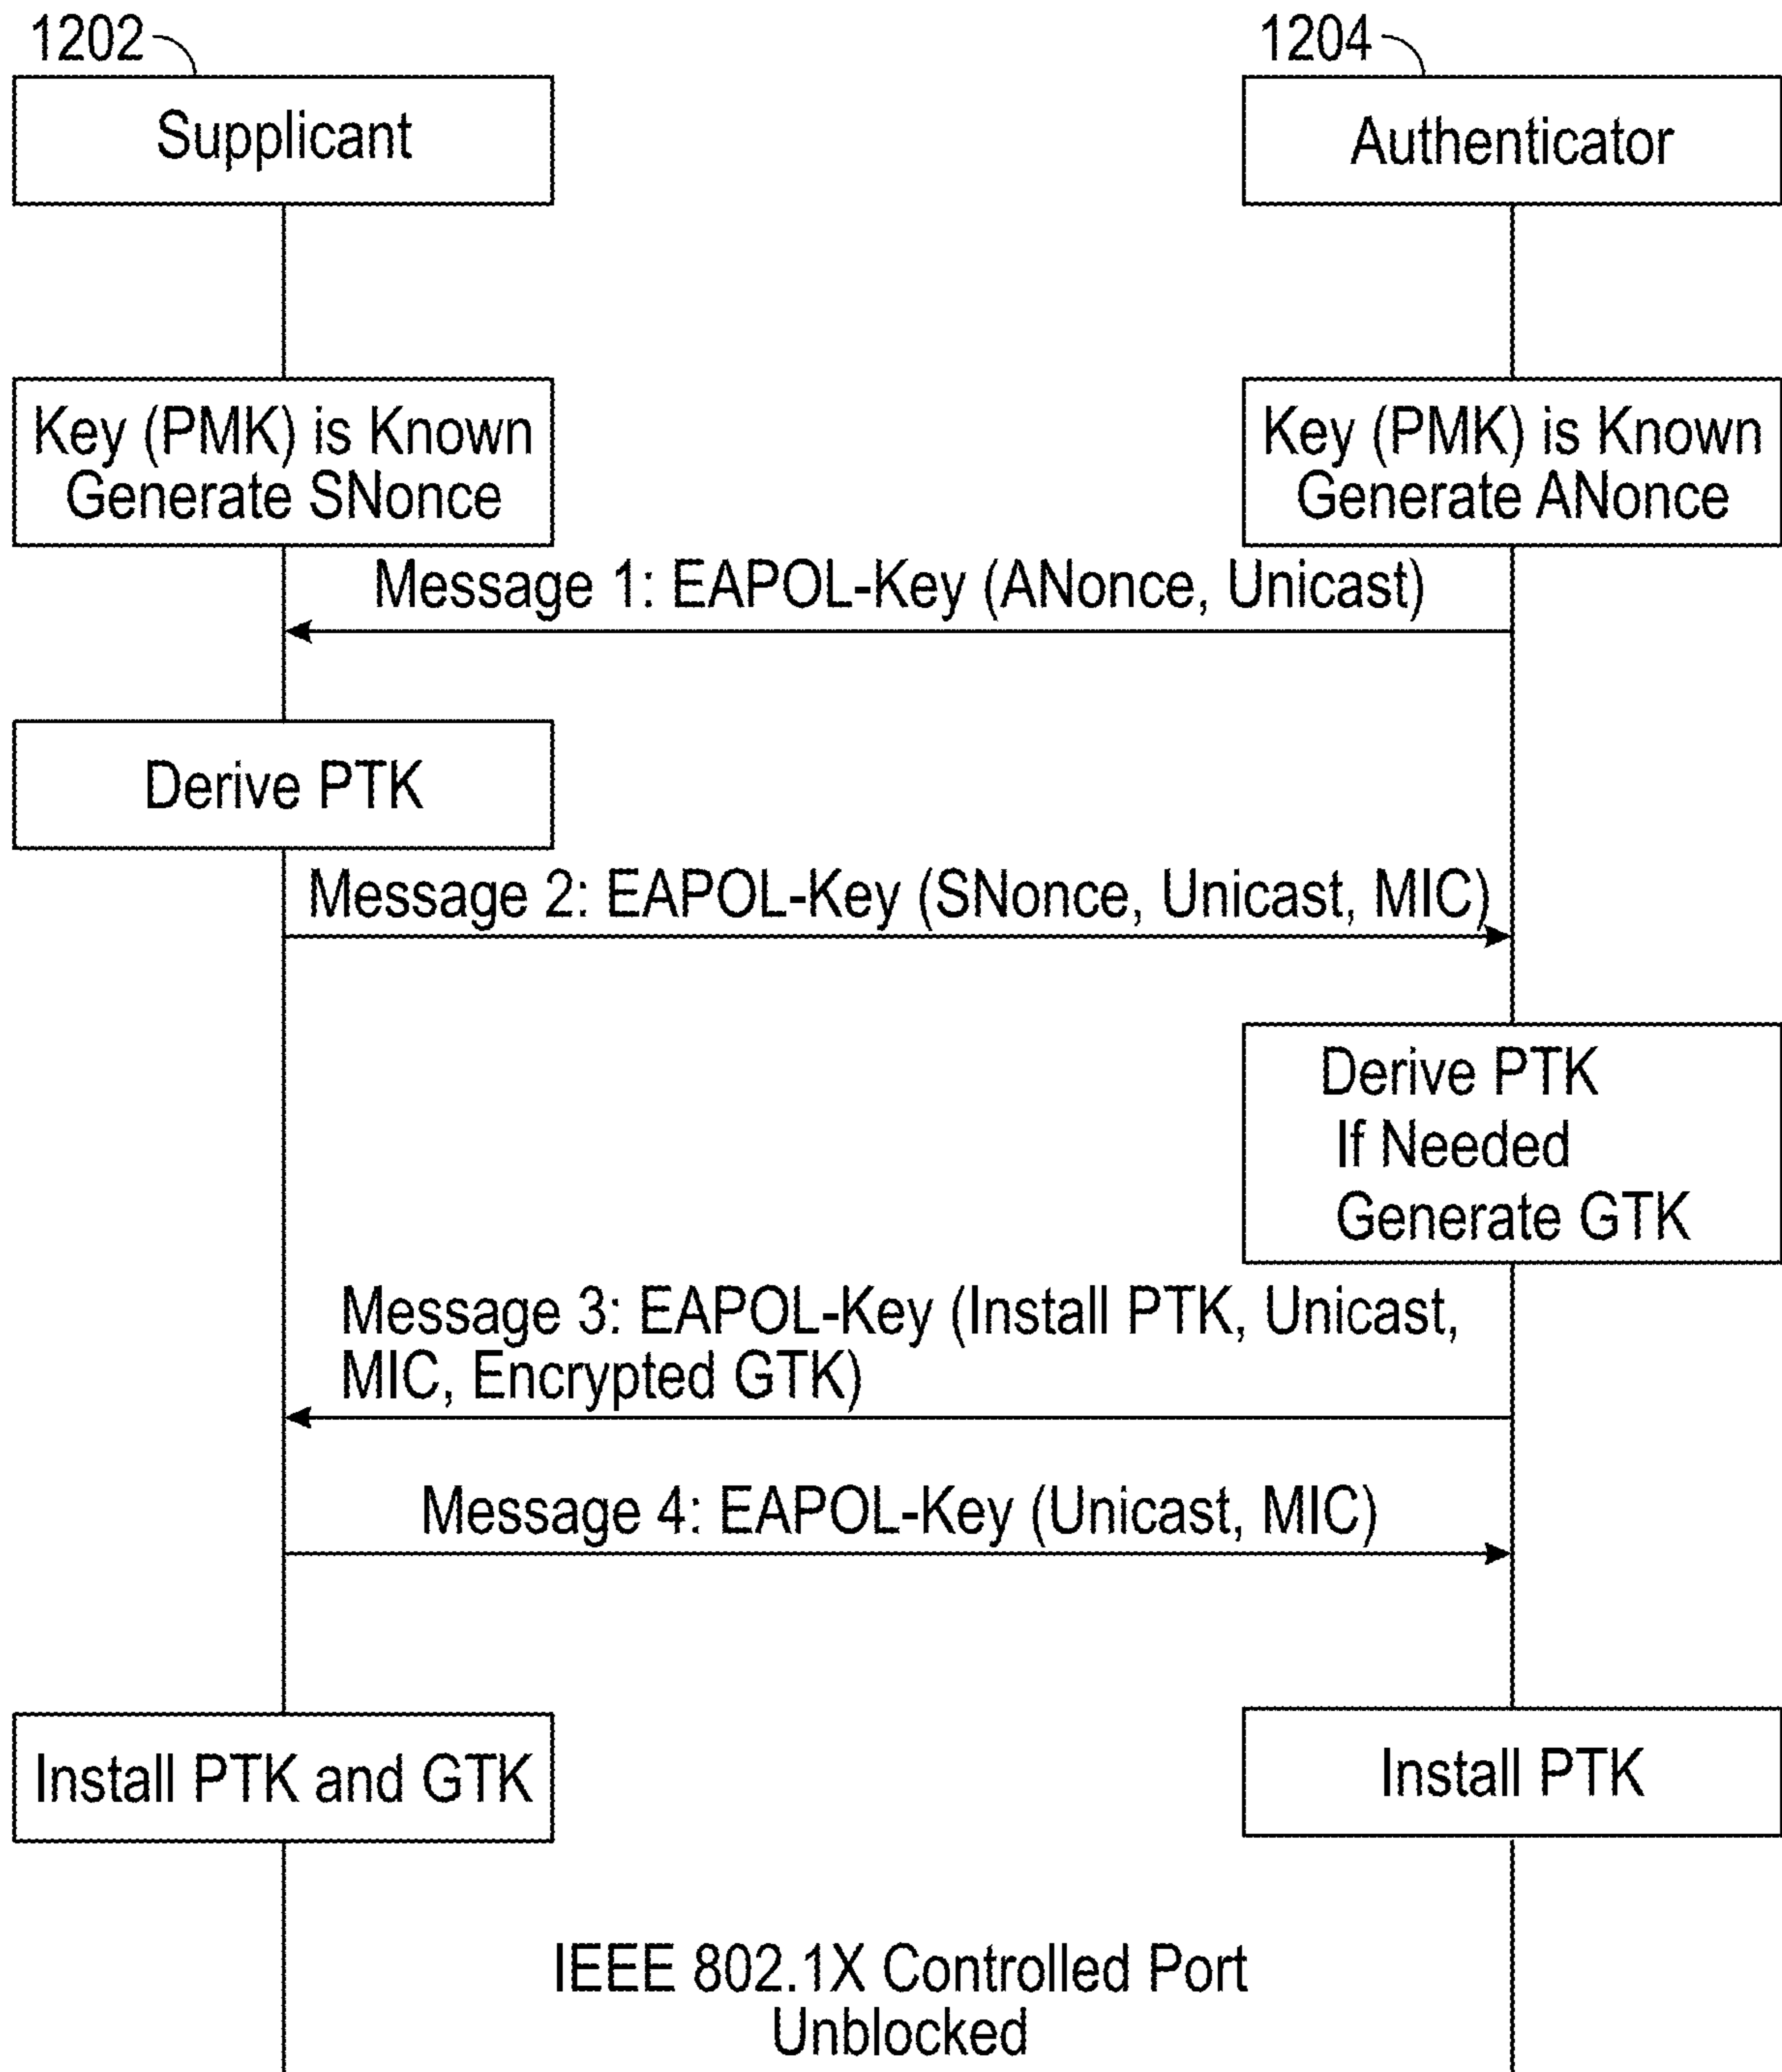 1202
1204
Supplicant
Authenticator
Key (PMK) is Known
Generate SNonce
Key (PMK) is Known
Generate ANonce
Message 1: EAPOL-Key (ANonce, Unicast)
Derive PTK
Message 2: EAPOL-Key (SNonce, Unicast, MIC)
Derive PTK
If Needed
Generate GTK
Message 3: EAPOL-Key (Install PTK, Unicast,
MIC, Encrypted GTK)
Message 4: EAPOL-Key (Unicast, MIC)
Install PTK and GTK
Install PTK
IEEE 802.1X Controlled Port
Unblocked